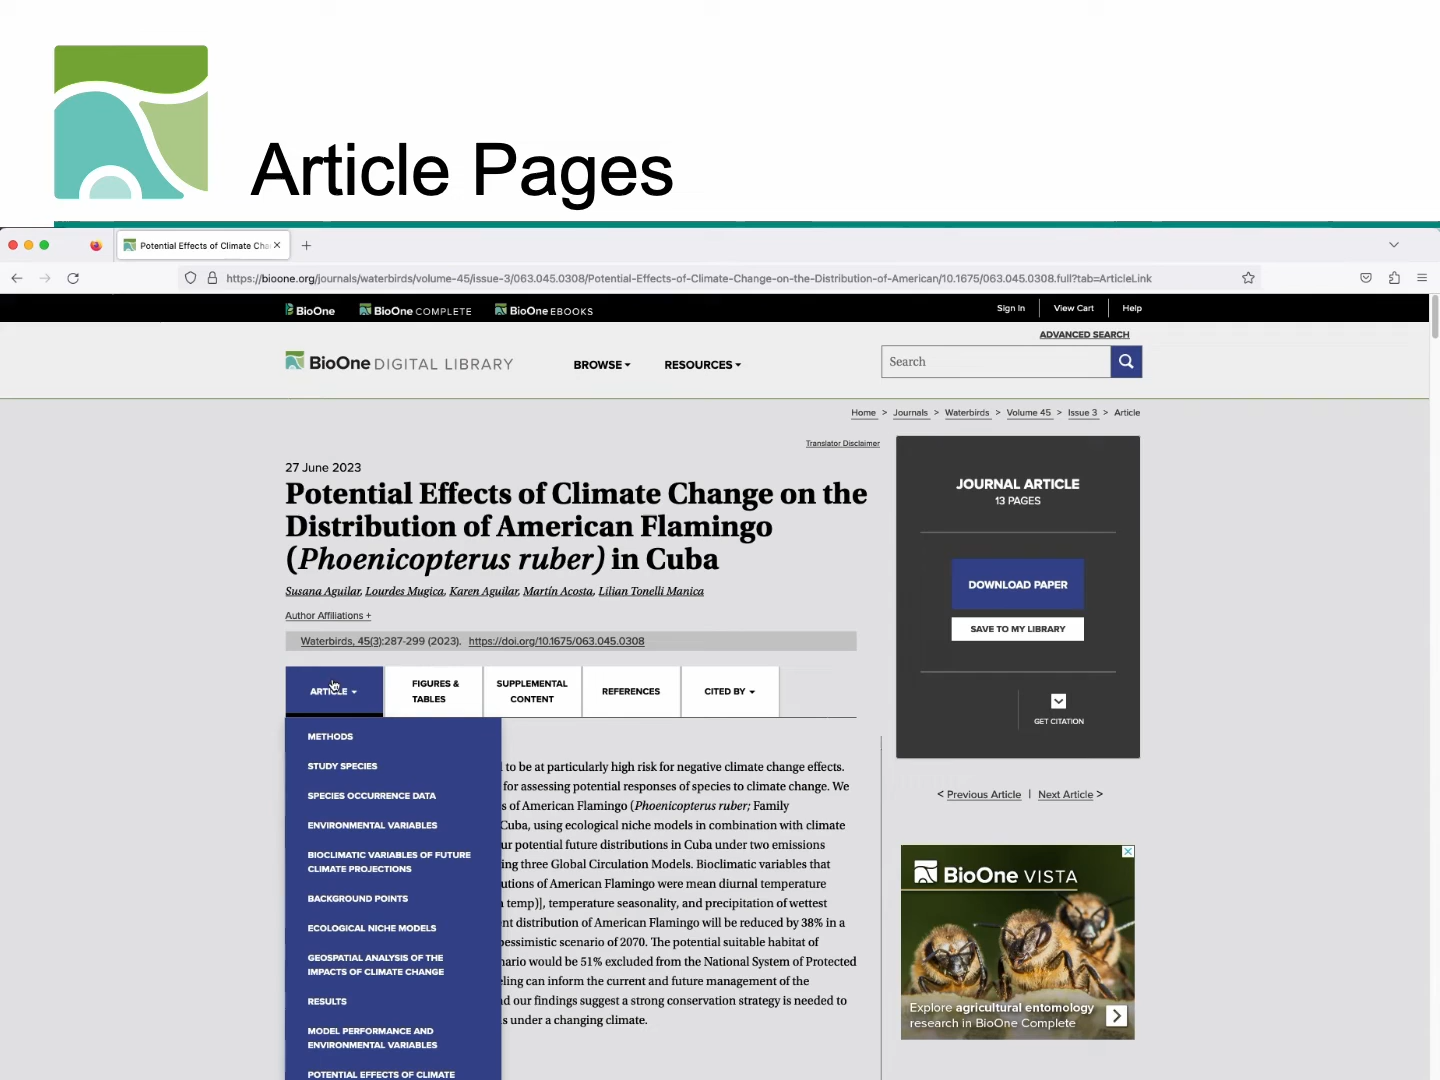 Article Pages
Potential Effects of Climate Cha
https://bioone.org/journals/waterbirds/volume-45/issue-3/063.045.0308/Potential-Effects-of-Climate-Change-on-the-Distribution-of-American/10.1675/063.045.0308.full?tab=ArticleLink
BioOne BioOne COMPLETE BioOne EBOOKS Sign In View Cart Help
ADVANCED SEARCH
BioOne DIGITAL LIBRARY BROWSE RESOURCES Search
Home > Journals > Waterbirds > Volume 45 > Issue 3 > Article
Translator Disclaimer
27 June 2023
Potential Effects of Climate Change on the
Distribution of American Flamingo
(Phoenicopterus ruber) in Cuba
Susana Aguilar, Lourdes Mugica, Karen Aguilar, Martín Acosta, Lilian Tonelli Manica
Author Affiliations +
Waterbirds, 45(3):287-299 (2023). https://doi.org/10.1675/063.045.0308
JOURNAL ARTICLE
13 PAGES
DOWNLOAD PAPER
SAVE TO MY LIBRARY
GET CITATION
ARTICLE
FIGURES &
TABLES
SUPPLEMENTAL
CONTENT
REFERENCES
CITED BY
METHODS
STUDY SPECIES
SPECIES OCCURRENCE DATA
ENVIRONMENTAL VARIABLES
BIOCLIMATIC VARIABLES OF FUTURE
CLIMATE PROJECTIONS
BACKGROUND POINTS
ECOLOGICAL NICHE MODELS
GEOSPATIAL ANALYSIS OF THE
IMPACTS OF CLIMATE CHANGE
RESULTS
MODEL PERFORMANCE AND
ENVIRONMENTAL VARIABLES
POTENTIAL EFFECTS OF CLIMATE
to be at particularly high risk for negative climate change effects.
for assessing potential responses of species to climate change. We
s of American Flamingo (Phoenicopterus ruber; Family
Cuba, using ecological niche models in combination with climate
ur potential future distributions in Cuba under two emissions
ing three Global Circulation Models. Bioclimatic variables that
utions of American Flamingo were mean diurnal temperature
temp)], temperature seasonality, and precipitation of wettest
nt distribution of American Flamingo will be reduced by 38% in a
pessimistic scenario of 2070. The potential suitable habitat of
nario would be 51% excluded from the National System of Protected
eling can inform the current and future management of the
nd our findings suggest a strong conservation strategy is needed to
s under a changing climate.
< Previous Article | Next Article >
BioOne VISTA
Explore agricultural entomology
research in BioOne Complete